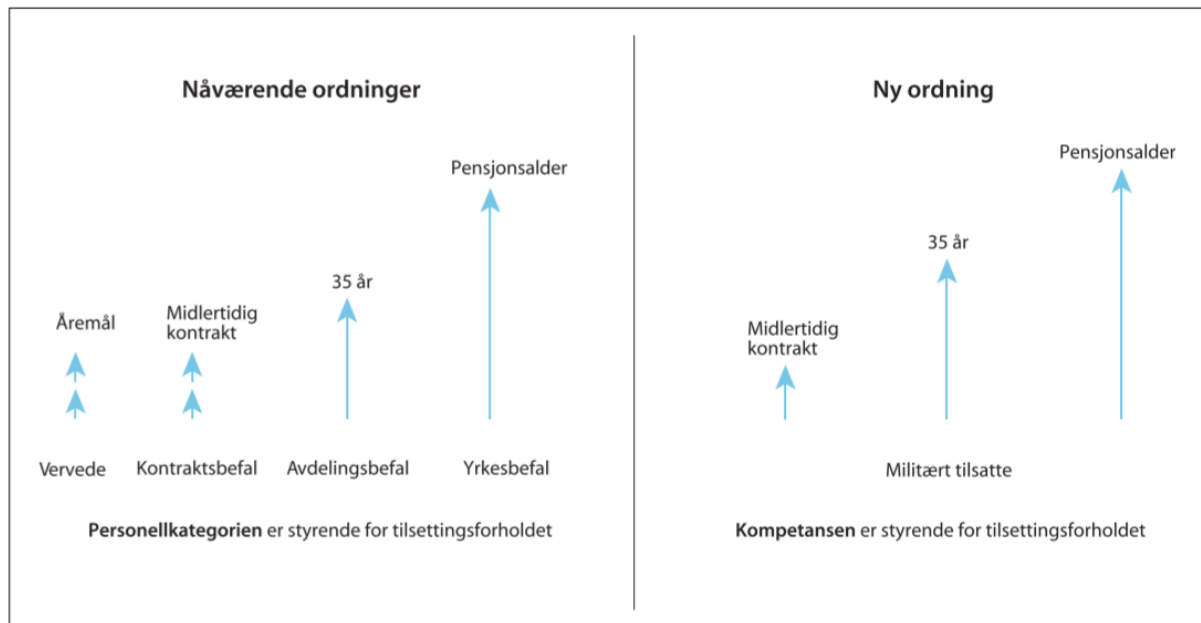 Nåværende ordninger
Pensjonsalder
35 år
Åremål
Midlertidig
kontrakt
Vervede
Kontraktsbefal
Avdelingsbefal
Yrkesbefal
Personellkategorien er styrende for tilsettingsforholdet
Ny ordning
Pensjonsalder
35 år
Midlertidig
kontrakt
Militært tilsatte
Kompetansen er styrende for tilsettingsforholdet